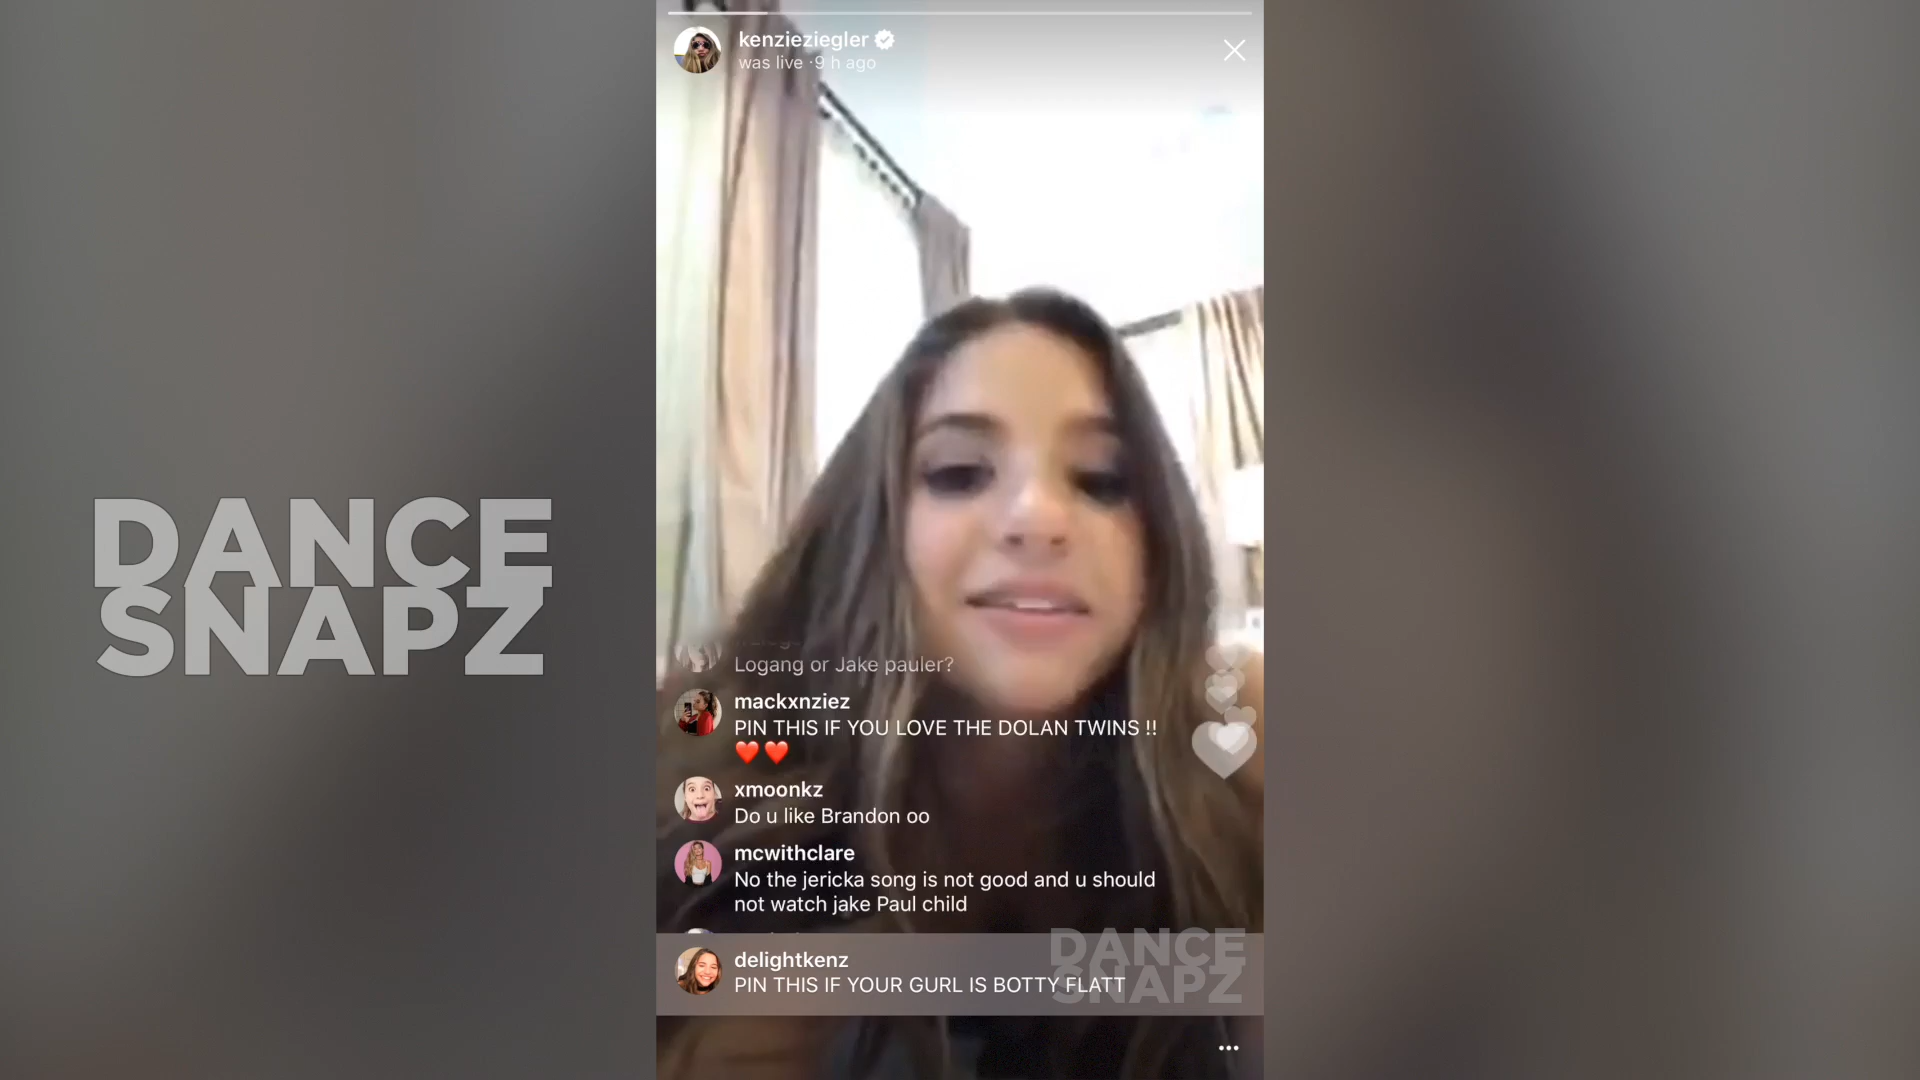 kenzieziegler
was live · 9 h ago
DANCE
SNAPZ
Logang or Jake pauler?
mackxnziez
PIN THIS IF YOU LOVE THE DOLAN TWINS !!
❤️❤️
xmoonkz
Do u like Brandon oo
mcwithclare
No the jericka song is not good and u should
not watch jake Paul child
delightkenz
PIN THIS IF YOUR GURL IS BOTTY FLATT
DANCE
SNAPZ